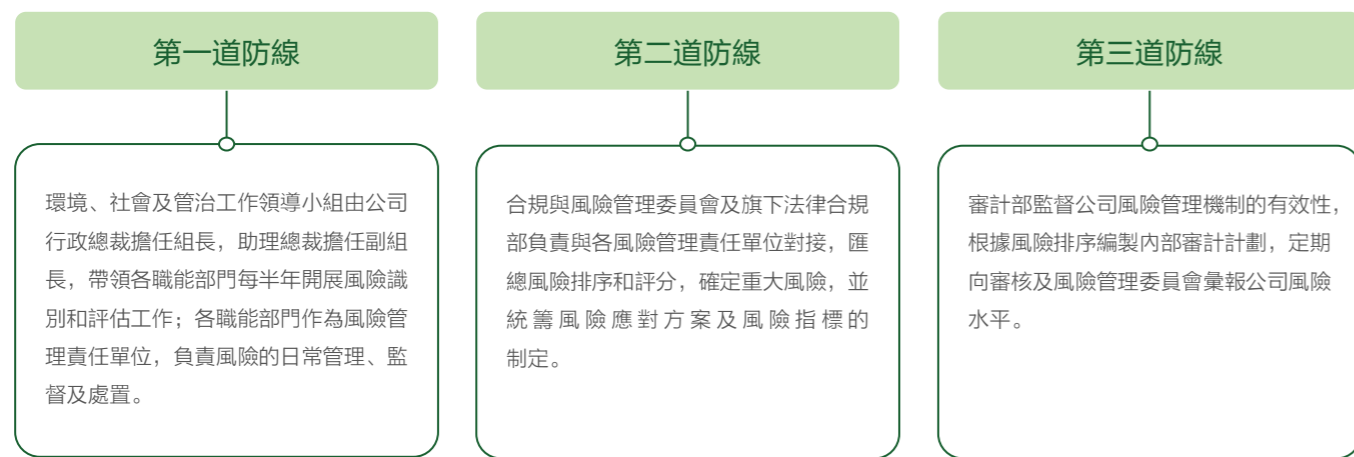 第一道防線
環境、社會及管治工作領導小組由公司
行政總裁擔任組長，助理總裁擔任副組
長，帶領各職能部門每半年開展風險識
別和評估工作；各職能部門作為風險管
理責任單位，負責風險的日常管理、監
督及處置。
第二道防線
合規與風險管理委員會及旗下法律合規
部負責與各風險管理責任單位對接，匯
總風險排序和評分，確定重大風險，並
統籌風險應對方案及風險指標的
制定。
第三道防線
審計部監督公司風險管理機制的有效性，
根據風險排序編製內部審計計劃，定期
向審核及風險管理委員會彙報公司風險
水平。